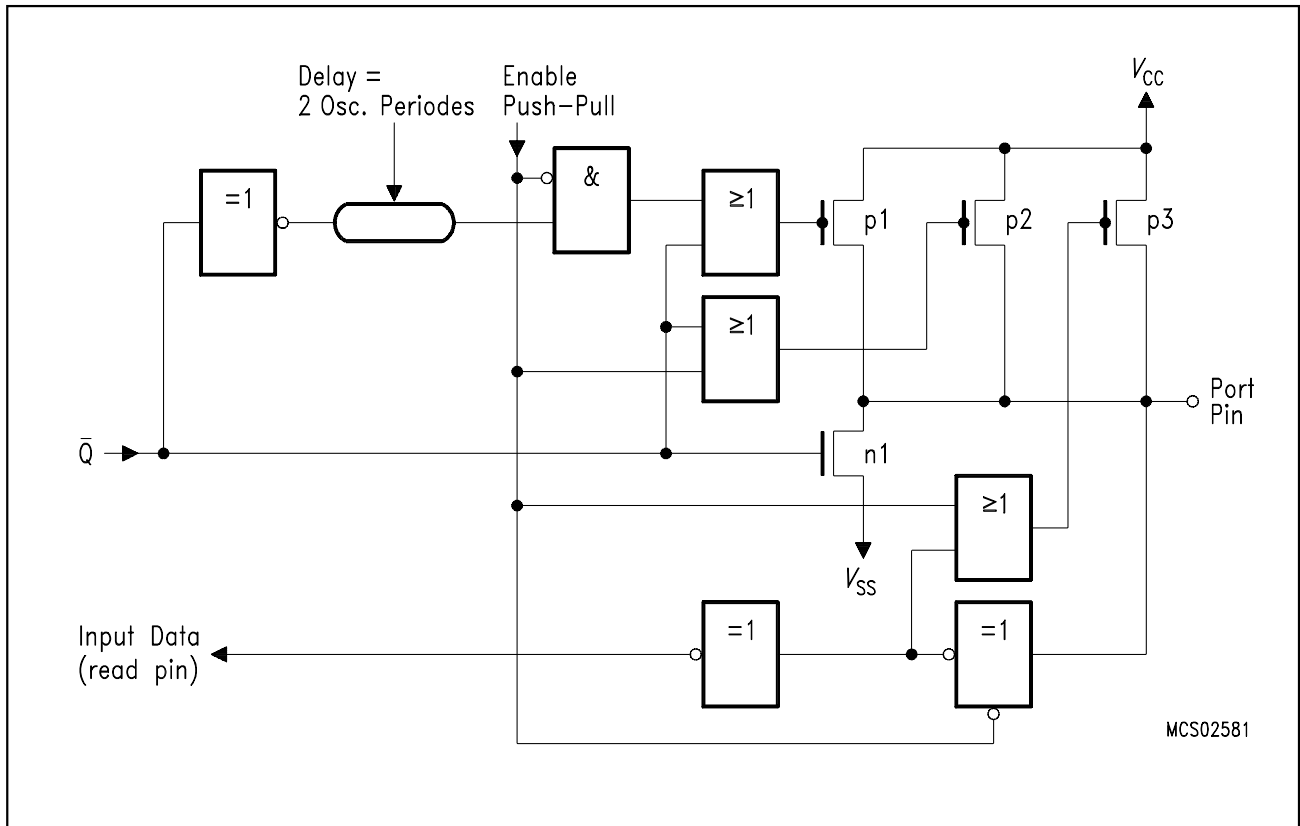 Delay =
2 Osc. Periodes
Enable
Push-Pull
V_CC
=1
&
≥1
p1
p2
p3
≥1
Port
Pin
Q̅
n1
≥1
V_SS
Input Data
(read pin)
=1
=1
MCS02581